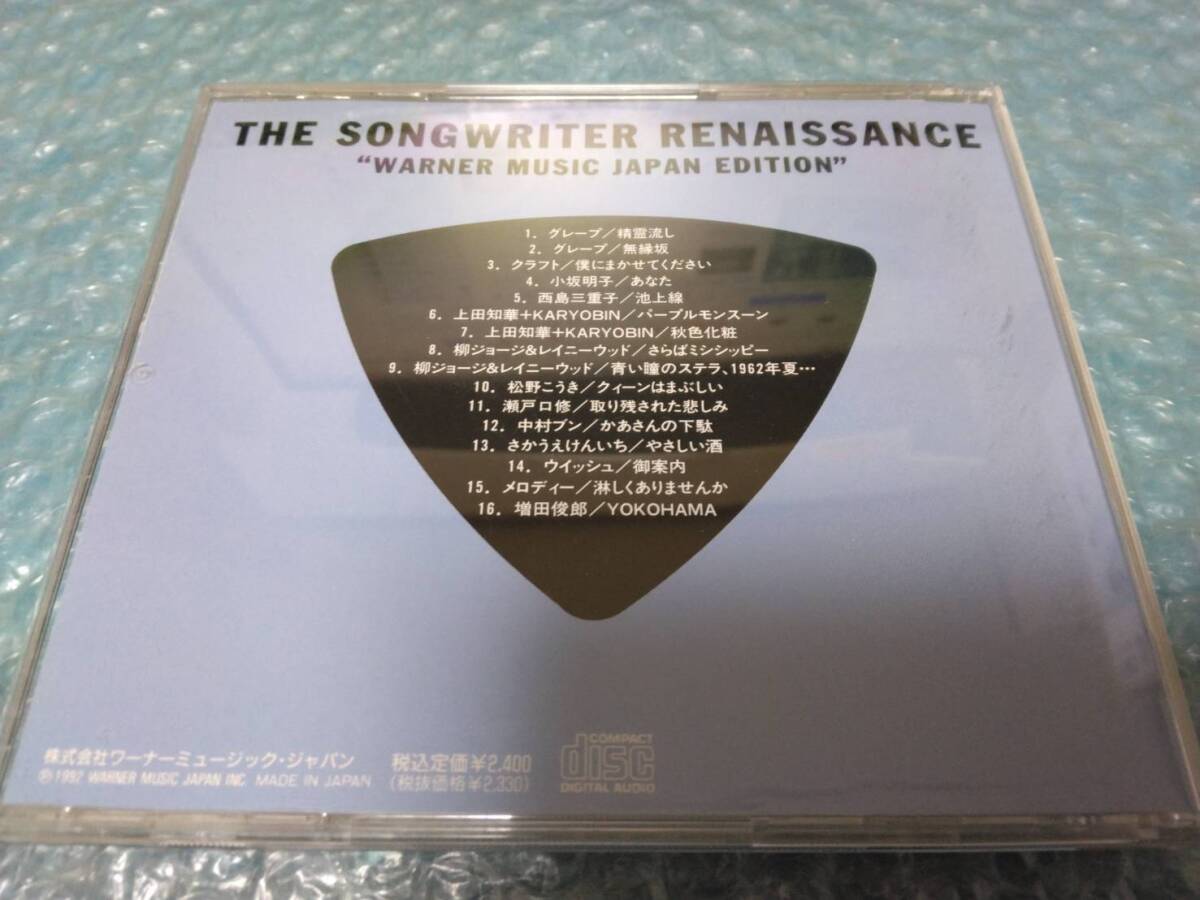 THE SONGWRITER RENAISSANCE
"WARNER MUSIC JAPAN EDITION"
1. グレープ／精霊流し
2. グレープ／無縁坂
3. クラフト／僕にまかせてください
4. 小坂明子／あなた
5. 西島三重子／池上線
6. 上田知華+KARYOBIN／パープルモンスーン
7. 上田知華+KARYOBIN／秋色化粧
8. 柳ジョージ&レイニーウッド／さらばミシシッピー
9. 柳ジョージ&レイニーウッド／青い瞳のステラ、1962年夏…
10. 松野こうき／クィーンはまぶしい
11. 瀬戸口修／取り残された悲しみ
12. 中村ブン／かあさんの下駄
13. さかうえけんいち／やさしい酒
14. ウイッシュ／御案内
15. メロディー／淋しくありませんか
16. 増田俊郎／YOKOHAMA
株式会社ワーナーミュージック・ジャパン
Ⓟ1992 WARNER MUSIC JAPAN INC. MADE IN JAPAN
税込定価¥2,400
(税抜価格¥2,330)
COMPACT
disc
DIGITAL AUDIO